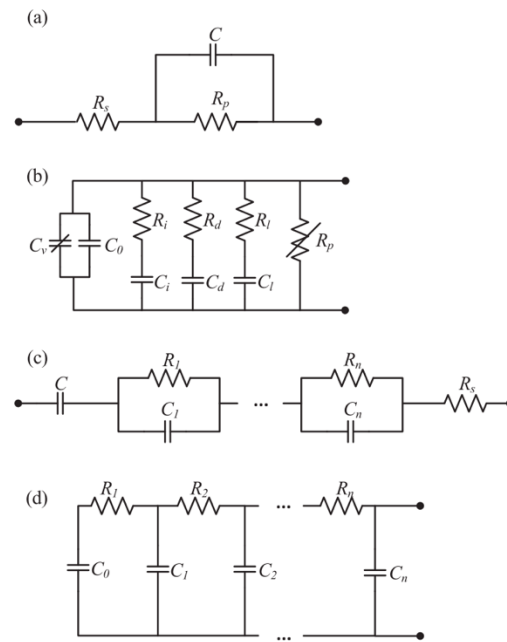 (a)
C
Rs Rp
(b)
Cv C0 Ri Rd Rl Rp
Ci Cd Cl
(c)
R1 Rn
C ... Rs
C1 Cn
(d)
R1 R2 ... Rn
C0 C1 C2 Cn
...